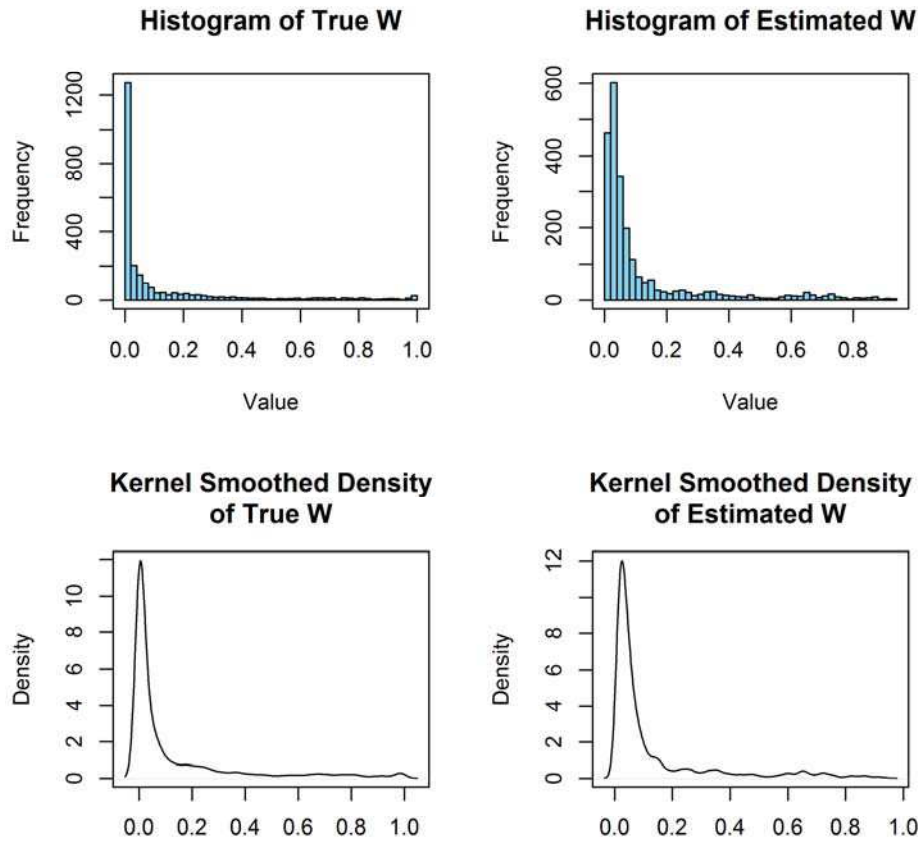 Histogram of True W
Frequency
0 400 800 1200
0.0 0.2 0.4 0.6 0.8 1.0
Value
Histogram of Estimated W
Frequency
0 200 400 600
0.0 0.2 0.4 0.6 0.8
Value
Kernel Smoothed Density
of True W
Density
0 2 4 6 8 10
0.0 0.2 0.4 0.6 0.8 1.0
Kernel Smoothed Density
of Estimated W
Density
0 2 4 8 12
0.0 0.2 0.4 0.6 0.8 1.0